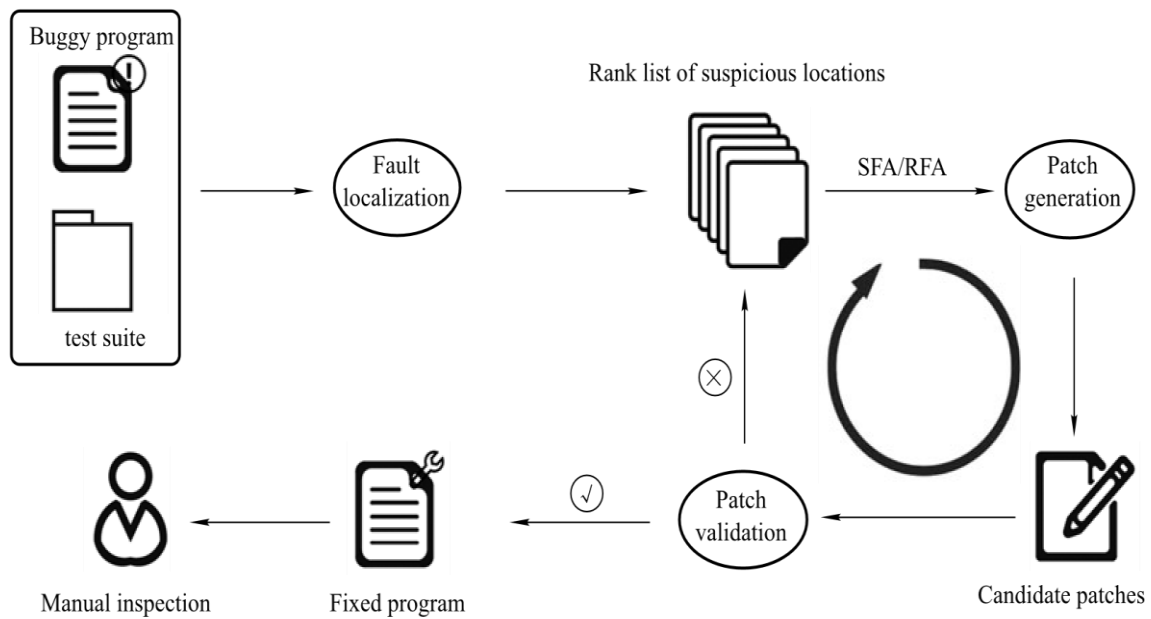 Buggy program
!
test suite
Fault
localization
Rank list of suspicious locations
SFA/RFA
Patch
generation
×
√
Patch
validation
Candidate patches
Fixed program
Manual inspection